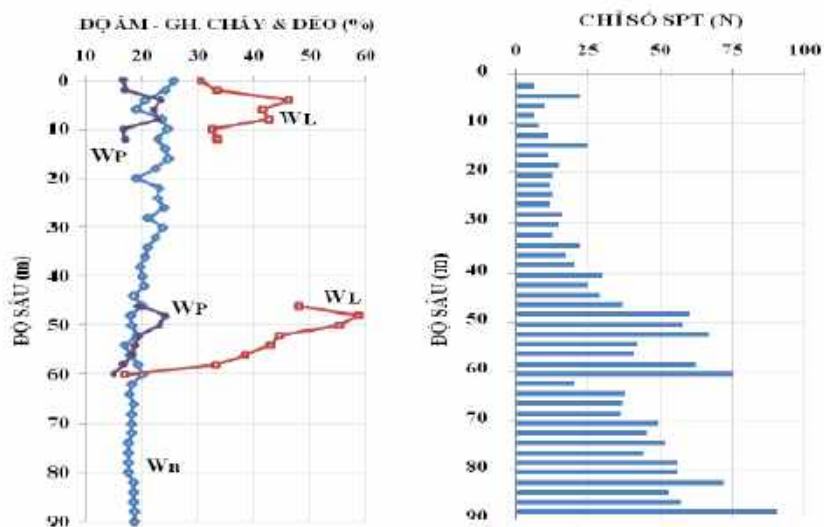 ĐỘ ẨM - GH. CHẢY & DẺO (%)
10 20 30 40 50 60
0
10
20
30
40
50
60
70
80
90
ĐỘ SÂU (m)
WP
WL
WP
WL
WB
CHỈ SỐ SPT (N)
0 25 50 75 100
0
10
20
30
40
50
60
70
80
90
ĐỘ SÂU (m)